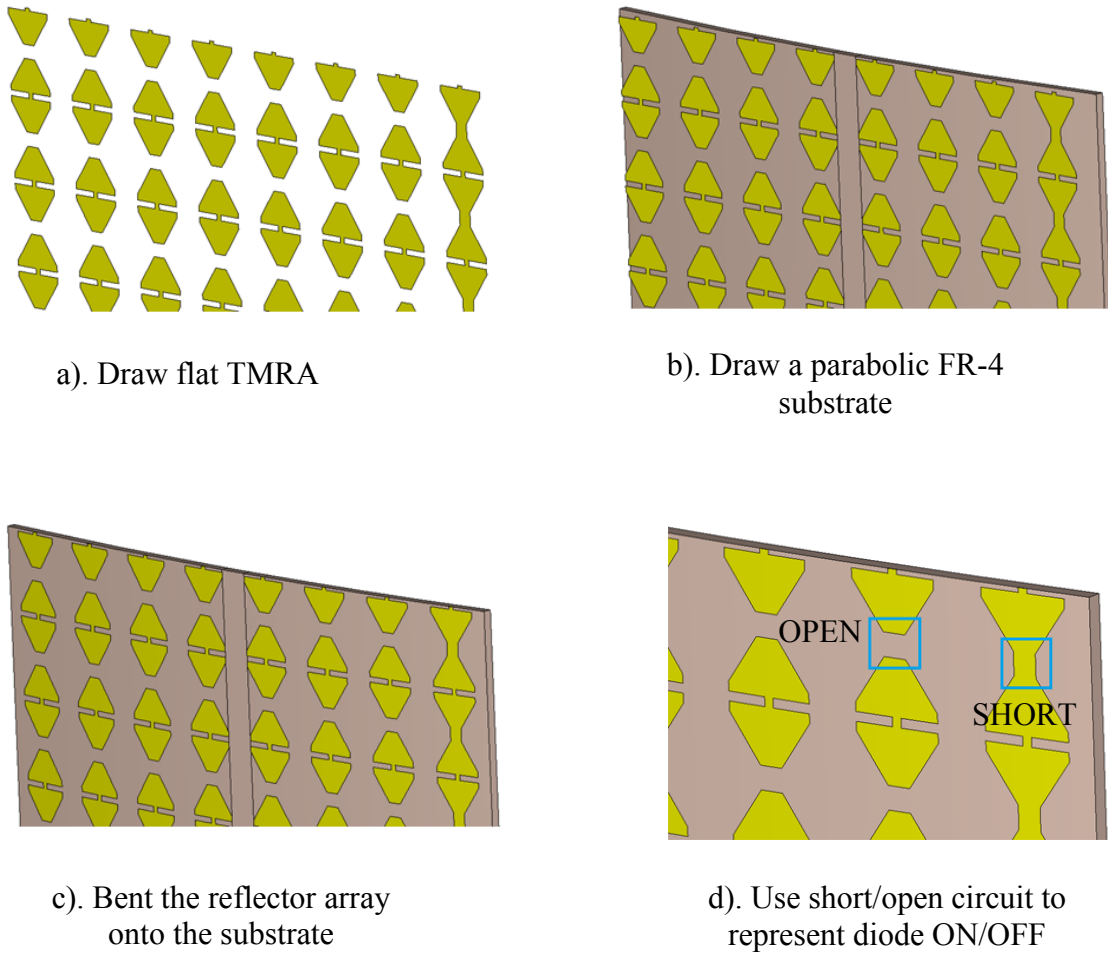 a). Draw flat TMRA
b). Draw a parabolic FR-4
substrate
OPEN
SHORT
c). Bent the reflector array
onto the substrate
d). Use short/open circuit to
represent diode ON/OFF